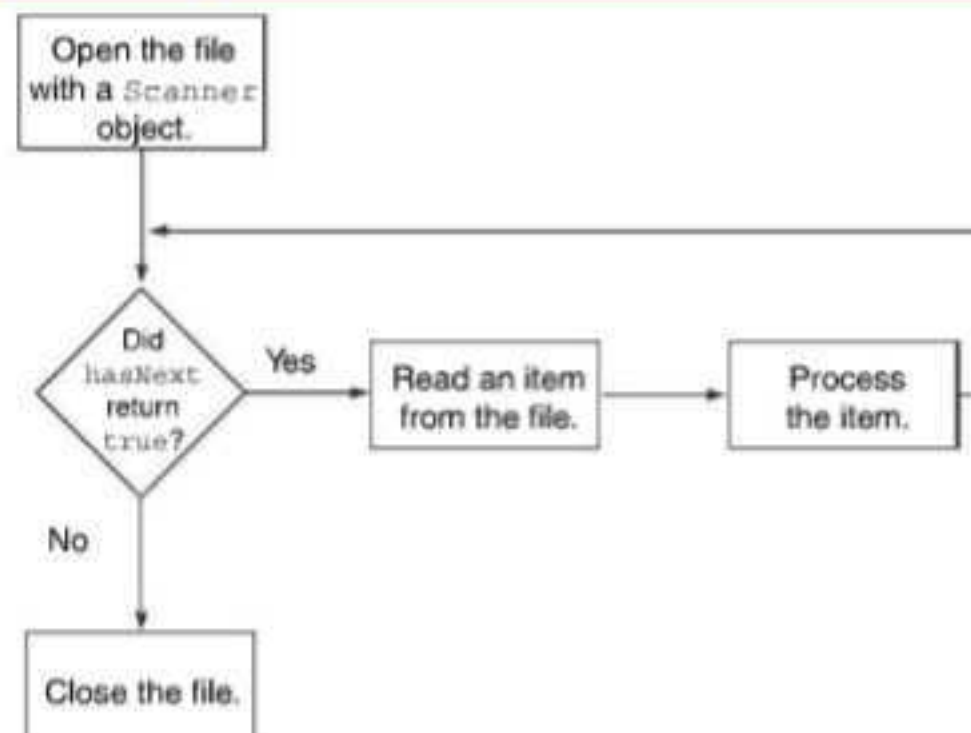 Open the file
with a Scanner
object.
Did
hasNext
return
true?
Yes
Read an item
from the file.
Process
the item.
No
Close the file.